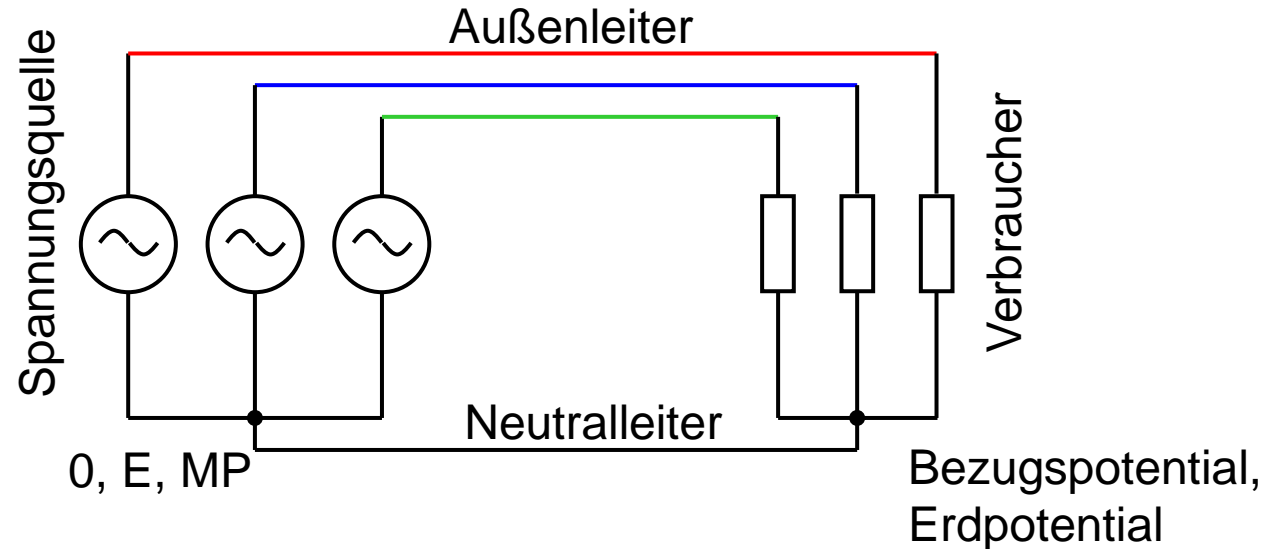 Außenleiter
Spannungsquelle
Verbraucher
Neutralleiter
0, E, MP
Bezugspotential,
Erdpotential